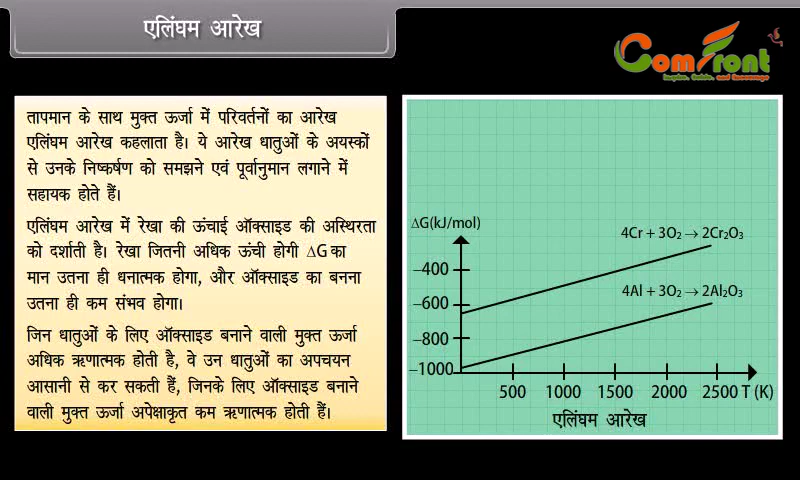 एलिंघम आरेख
Comfront
Inspire, Guide, and Encourage
तापमान के साथ मुक्त ऊर्जा में परिवर्तनों का आरेख
एलिंघम आरेख कहलाता है। ये आरेख धातुओं के अयस्कों
से उनके निष्कर्षण को समझने एवं पूर्वानुमान लगाने में
सहायक होते हैं।
एलिंघम आरेख में रेखा की ऊंचाई ऑक्साइड की अस्थिरता
को दर्शाती है। रेखा जितनी अधिक ऊंची होगी ΔG का
मान उतना ही धनात्मक होगा, और ऑक्साइड का बनना
उतना ही कम संभव होगा।
जिन धातुओं के लिए ऑक्साइड बनाने वाली मुक्त ऊर्जा
अधिक ऋणात्मक होती है, वे उन धातुओं का अपचयन
आसानी से कर सकती हैं, जिनके लिए ऑक्साइड बनाने
वाली मुक्त ऊर्जा अपेक्षाकृत कम ऋणात्मक होती हैं।
ΔG(kJ/mol)
4Cr + 3O₂ → 2Cr₂O₃
–400
4Al + 3O₂ → 2Al₂O₃
–600
–800
–1000
500 1000 1500 2000 2500 T (K)
एलिंघम आरेख